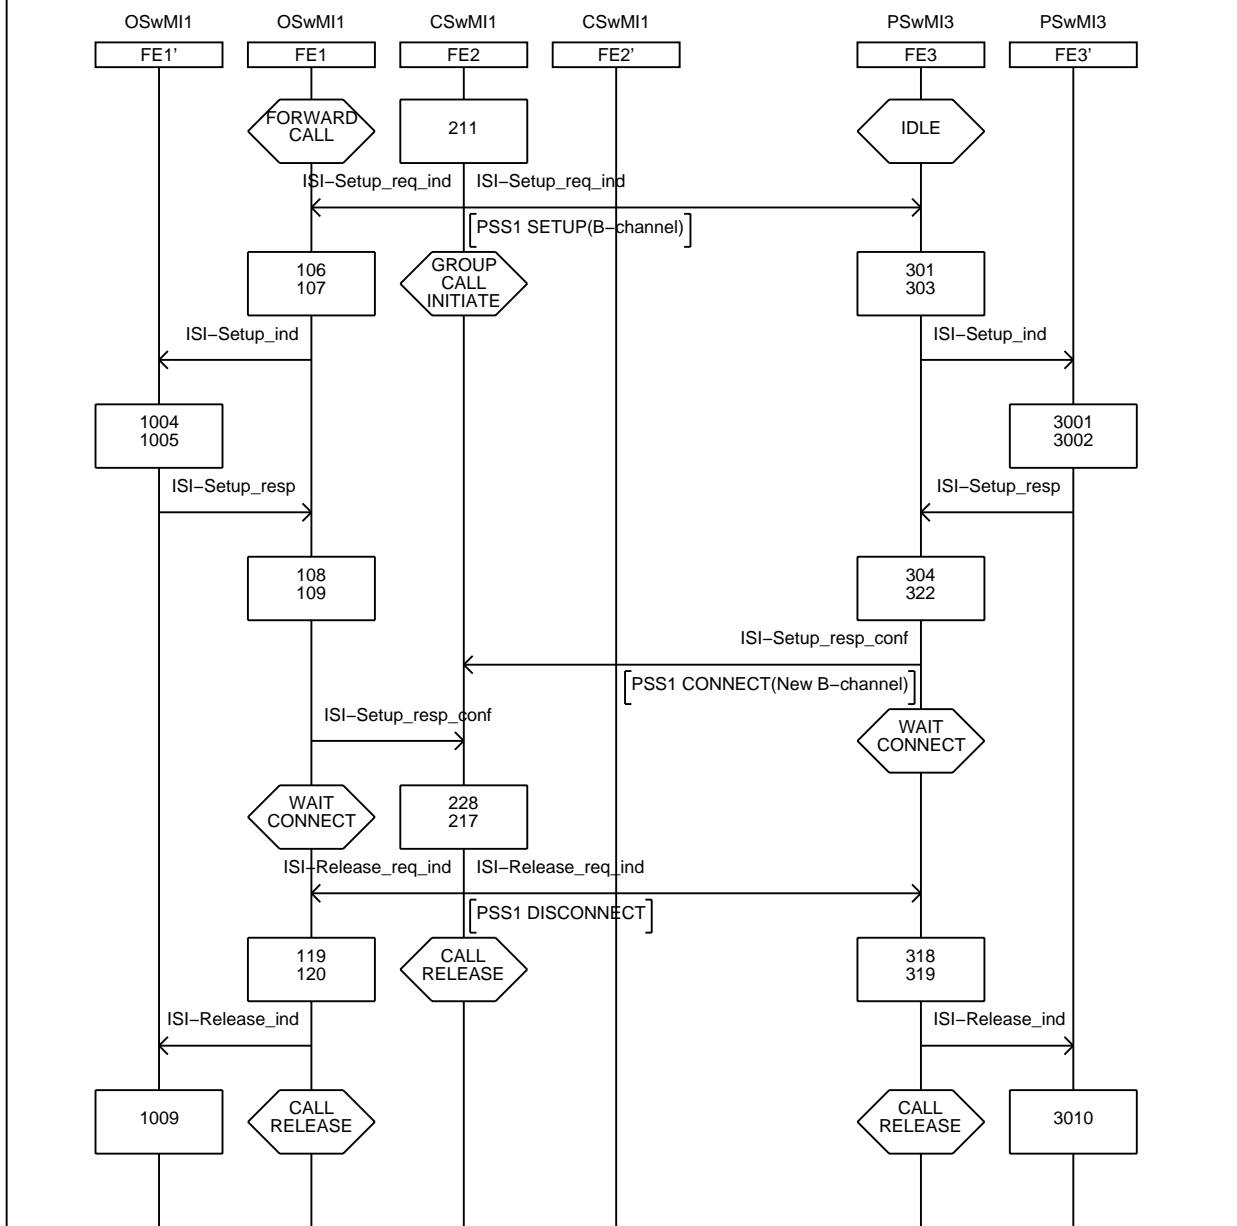 OSwMI1 OSwMI1 CSwMI1 CSwMI1 PSwMI3 PSwMI3
FE1' FE1 FE2 FE2' FE3 FE3'
FORWARD
CALL
211
IDLE
ISI−Setup_req_ind ISI−Setup_req_ind
PSS1 SETUP(B−channel)
106
107
GROUP
CALL
INITIATE
301
303
ISI−Setup_ind ISI−Setup_ind
1004
1005
3001
3002
ISI−Setup_resp ISI−Setup_resp
108
109
304
322
ISI−Setup_resp_conf
PSS1 CONNECT(New B−channel)
ISI−Setup_resp_conf
WAIT
CONNECT
WAIT
CONNECT
228
217
ISI−Release_req_ind ISI−Release_req_ind
PSS1 DISCONNECT
119
120
CALL
RELEASE
318
319
ISI−Release_ind ISI−Release_ind
1009
CALL
RELEASE
CALL
RELEASE
3010